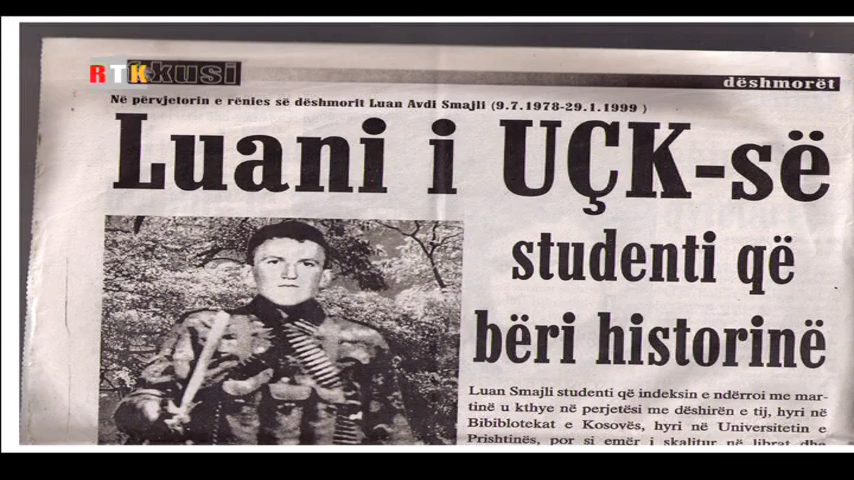 RTK
kusi
dëshmorët
Në përvjetorin e rënies së dëshmorit Luan Avdi Smajli (9.7.1978-29.1.1999 )
Luani i UÇK-së
studenti që
bëri historinë
Luan Smajli studenti që indeksin e ndërroi me mar-
tinë u kthye në perjetësi me dëshirën e tij, hyri në
Bibiblotekat e Kosovës, hyri në Universitetin e
Prishtinës, por si emër i skalitur në librat dhe